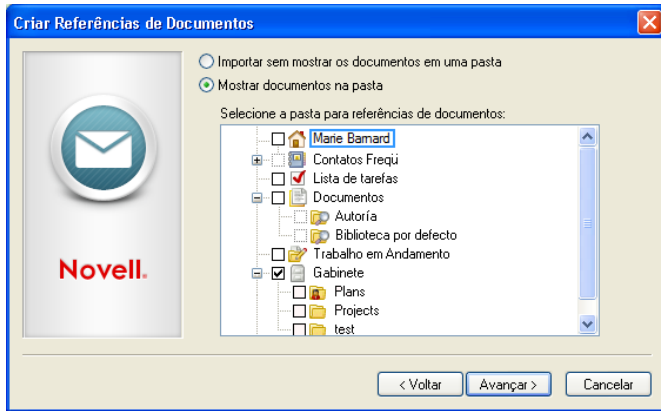 Criar Referências de Documentos
Importar sem mostrar os documentos em uma pasta
Mostrar documentos na pasta
Selecione a pasta para referências de documentos:
Marie Barnard
Contatos Freqü
Lista de tarefas
Documentos
Autoría
Biblioteca por defecto
Trabalho em Andamento
Gabinete
Plans
Projects
test
Novell.
< Voltar
Avançar >
Cancelar